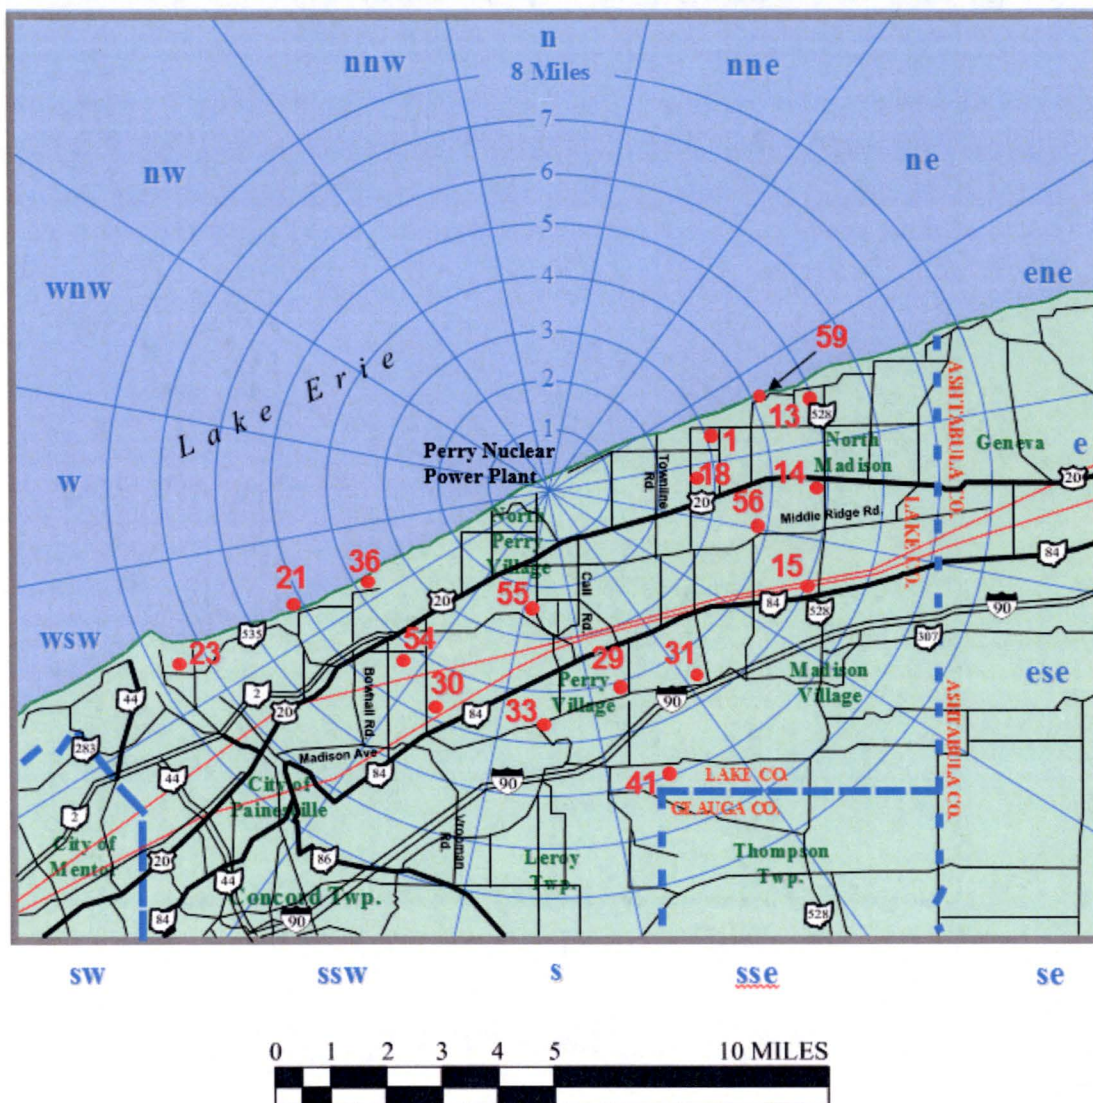 n
nnw
8 Miles
nne
7
nw
6
ne
5
4
wnw
ene
3
59
Lake Erie
2
13
528
1
1
ASHTABULA CO.
Perry Nuclear
Power Plant
North
Madison
Geneva
e
w
Townline
Rd.
18
14
20
20
56
Middle Ridge Rd.
LAKE CO.
North
Perry
Village
84
36
15
21
20
55
Call
Rd
84
528
90
535
307
wsw
54
23
29
31
Madison
Village
ese
2
44
20
Bowhall Rd.
30
84
33
Perry
Village
90
ASHTABULA CO.
283
Madison Ave
44
84
90
41
LAKE CO.
GEAUGA CO.
City of
Painesville
2
City of
Mentor
20
86
Vrooman
Rd.
Leroy
Twp.
Thompson
Twp.
44
Concord Twp.
84
90
528
sw
ssw
s
sse
se
0
1
2
3
4
5
10 MILES